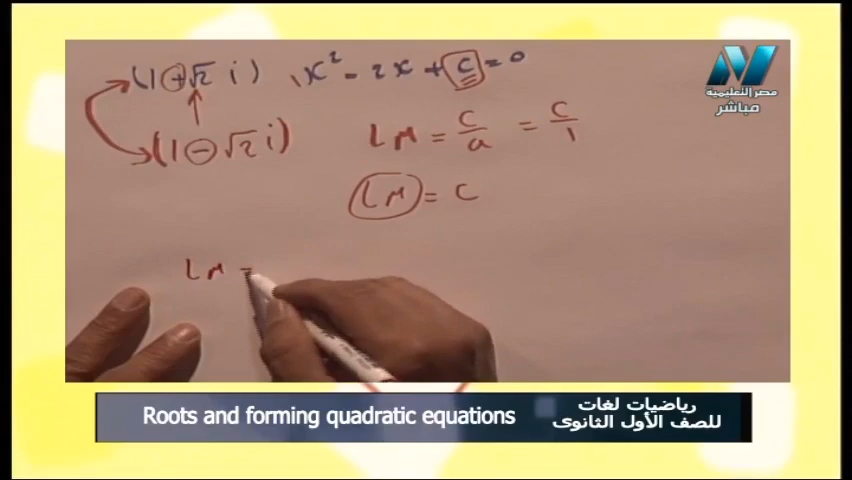 (1 + √2 i) 1x² - 2x + c = 0
(1 - √2 i) LM = c/a = c/1
LM = c
LM =
مصر التعليمية
مباشر
Roots and forming quadratic equations
رياضيات لغات
للصف الأول الثانوى